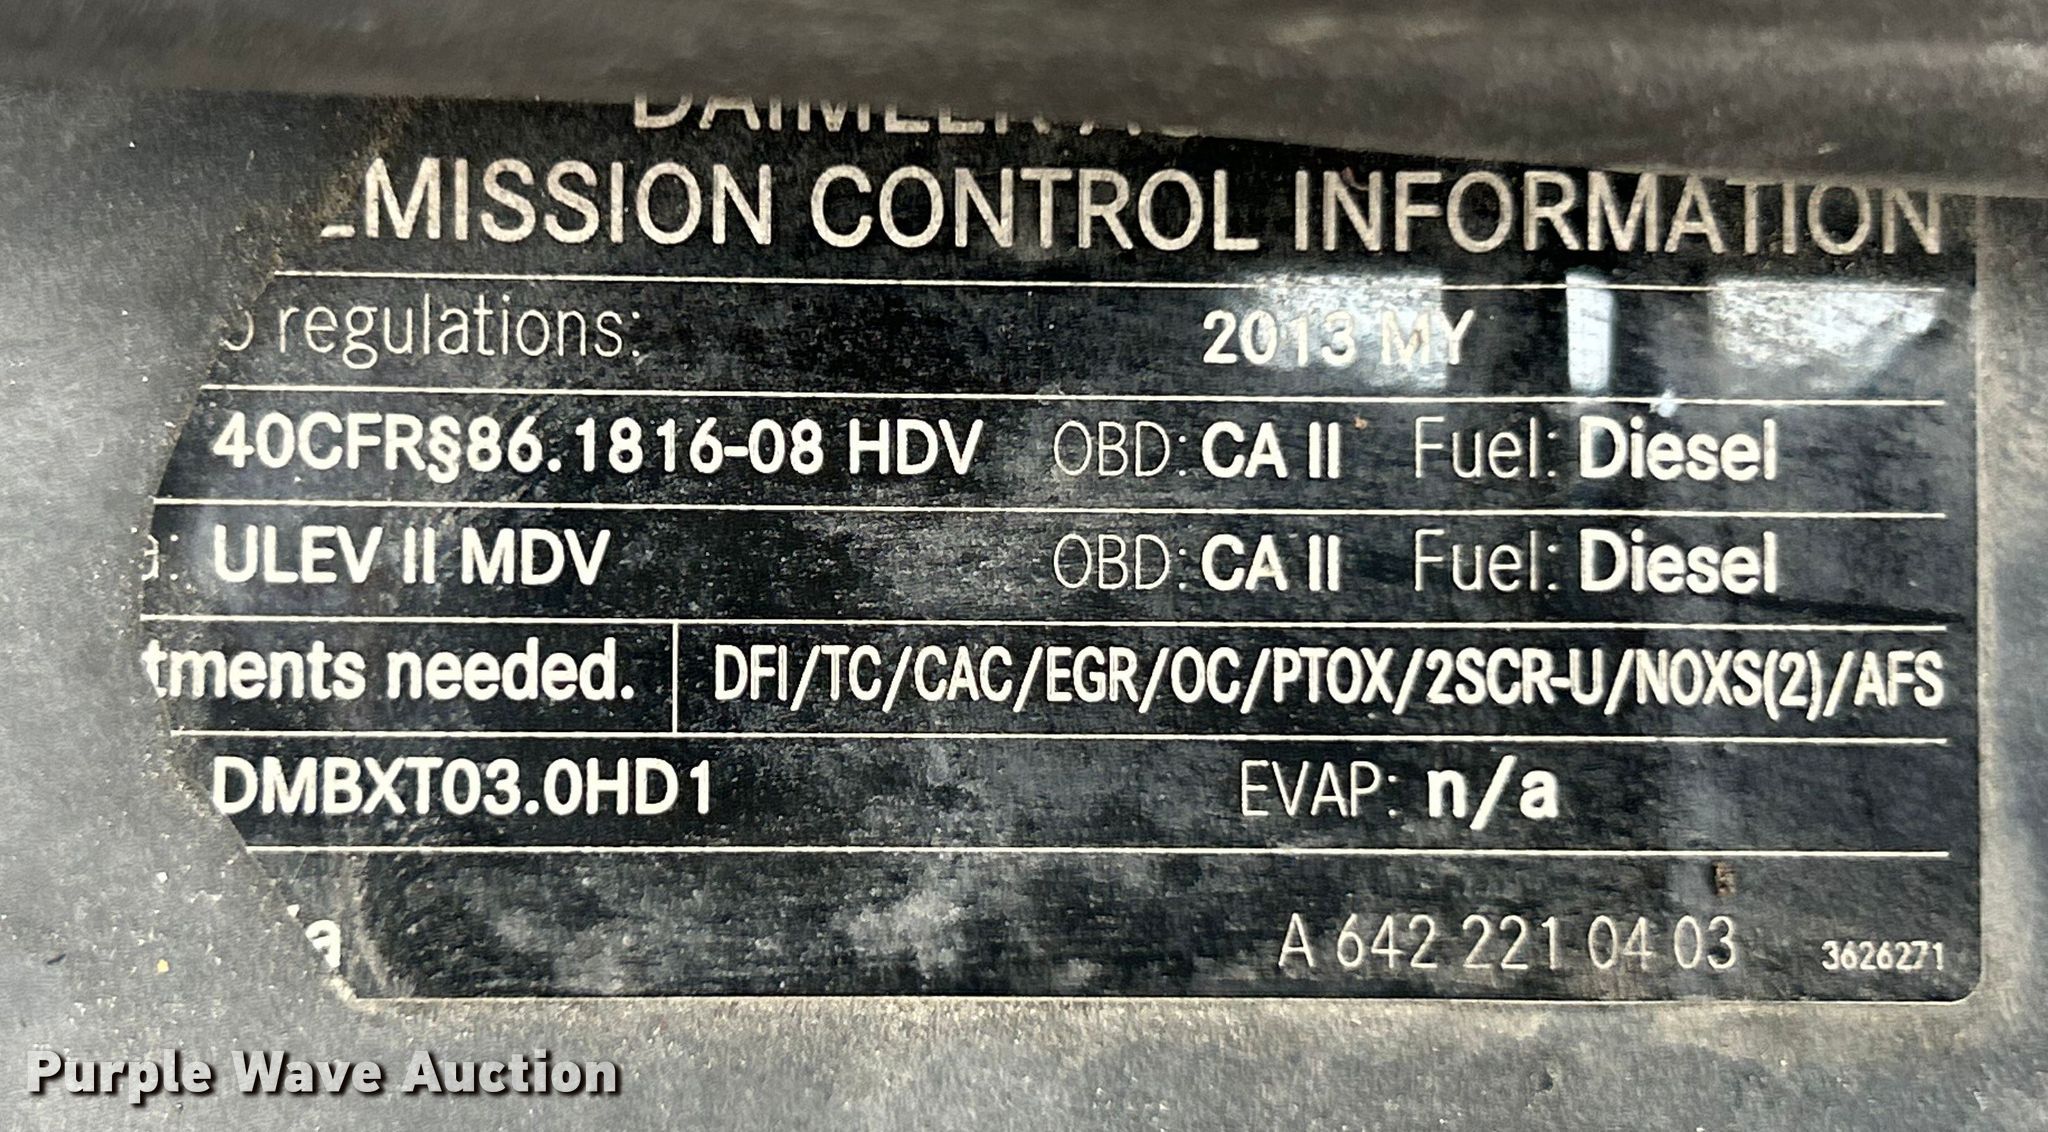 DAIMLER AG
EMISSION CONTROL INFORMATION
regulations: 2013 MY
40CFR§86.1816-08 HDV OBD: CA II Fuel: Diesel
ULEV II MDV OBD: CA II Fuel: Diesel
tments needed. DFI/TC/CAC/EGR/OC/PTOX/2SCR-U/NOXS(2)/AFS
DMBXT03.0HD1 EVAP: n/a
a A 642 221 04 03 3626271
Purple Wave Auction